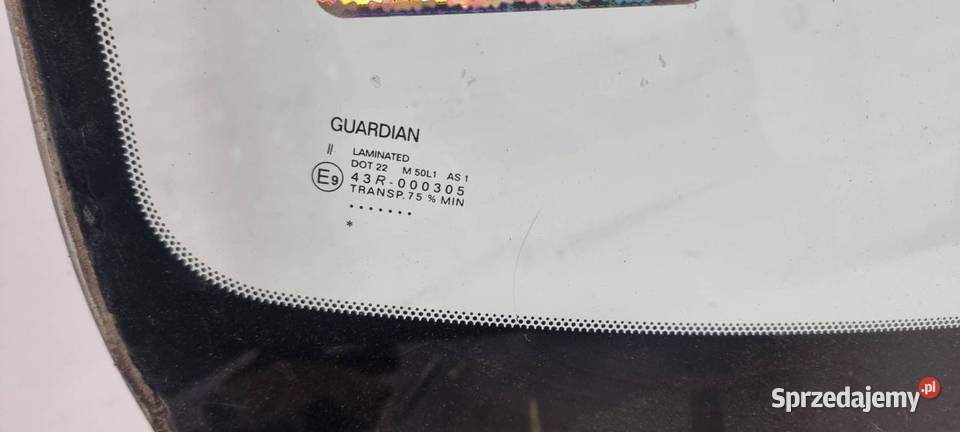 GUARDIAN
// LAMINATED
DOT 22 M 50L1 AS 1
E9 43R-000305
TRANSP. 75 % MIN
.......
*
Sprzedajemy.pl